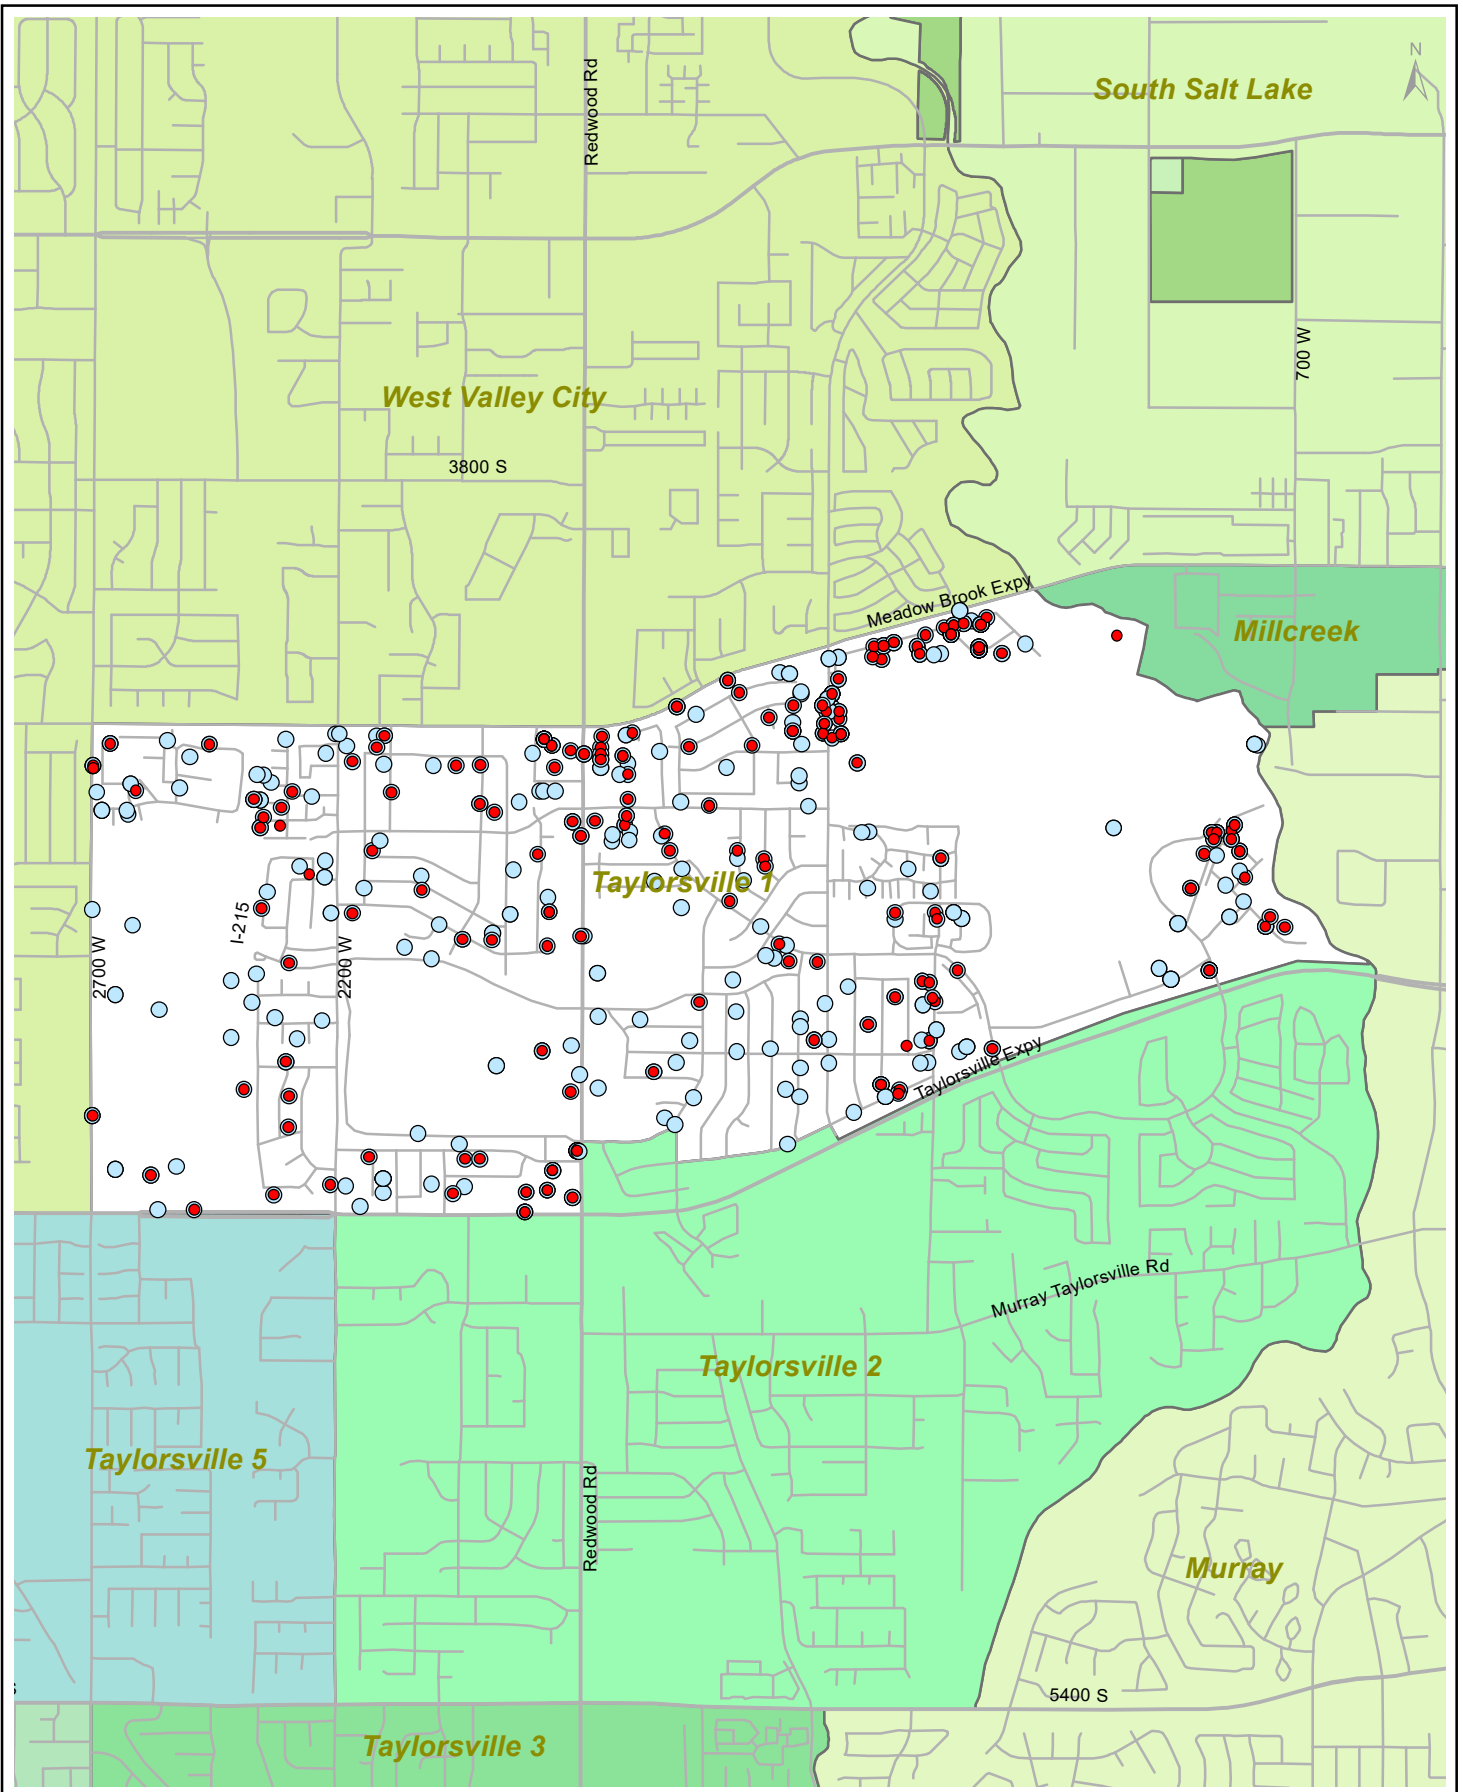 N
South Salt Lake
Redwood Rd
700 W
West Valley City
3800 S
Meadow Brook Expy
Millcreek
Taylorsville 1
I-215
2700 W
2200 W
Taylorsville Expy
Murray Taylorsville Rd
Taylorsville 2
Taylorsville 5
Redwood Rd
Murray
5400 S
Taylorsville 3